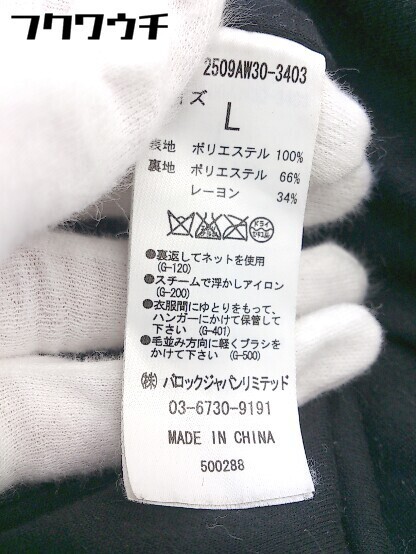 フクワウチ
2509AW30-3403
イズ
L
表地 ポリエステル 100%
裏地 ポリエステル 66%
レーヨン 34%
●裏返してネットを使用
(G-120)
●スチームで浮かしアイロン
(G-200)
●衣服間にゆとりをもって、
ハンガーにかけて保管して
下さい (G-401)
●毛並み方向に軽くブラシを
かけて下さい (G-500)
㈱バロックジャパンリミテッド
03-6730-9191
MADE IN CHINA
500288